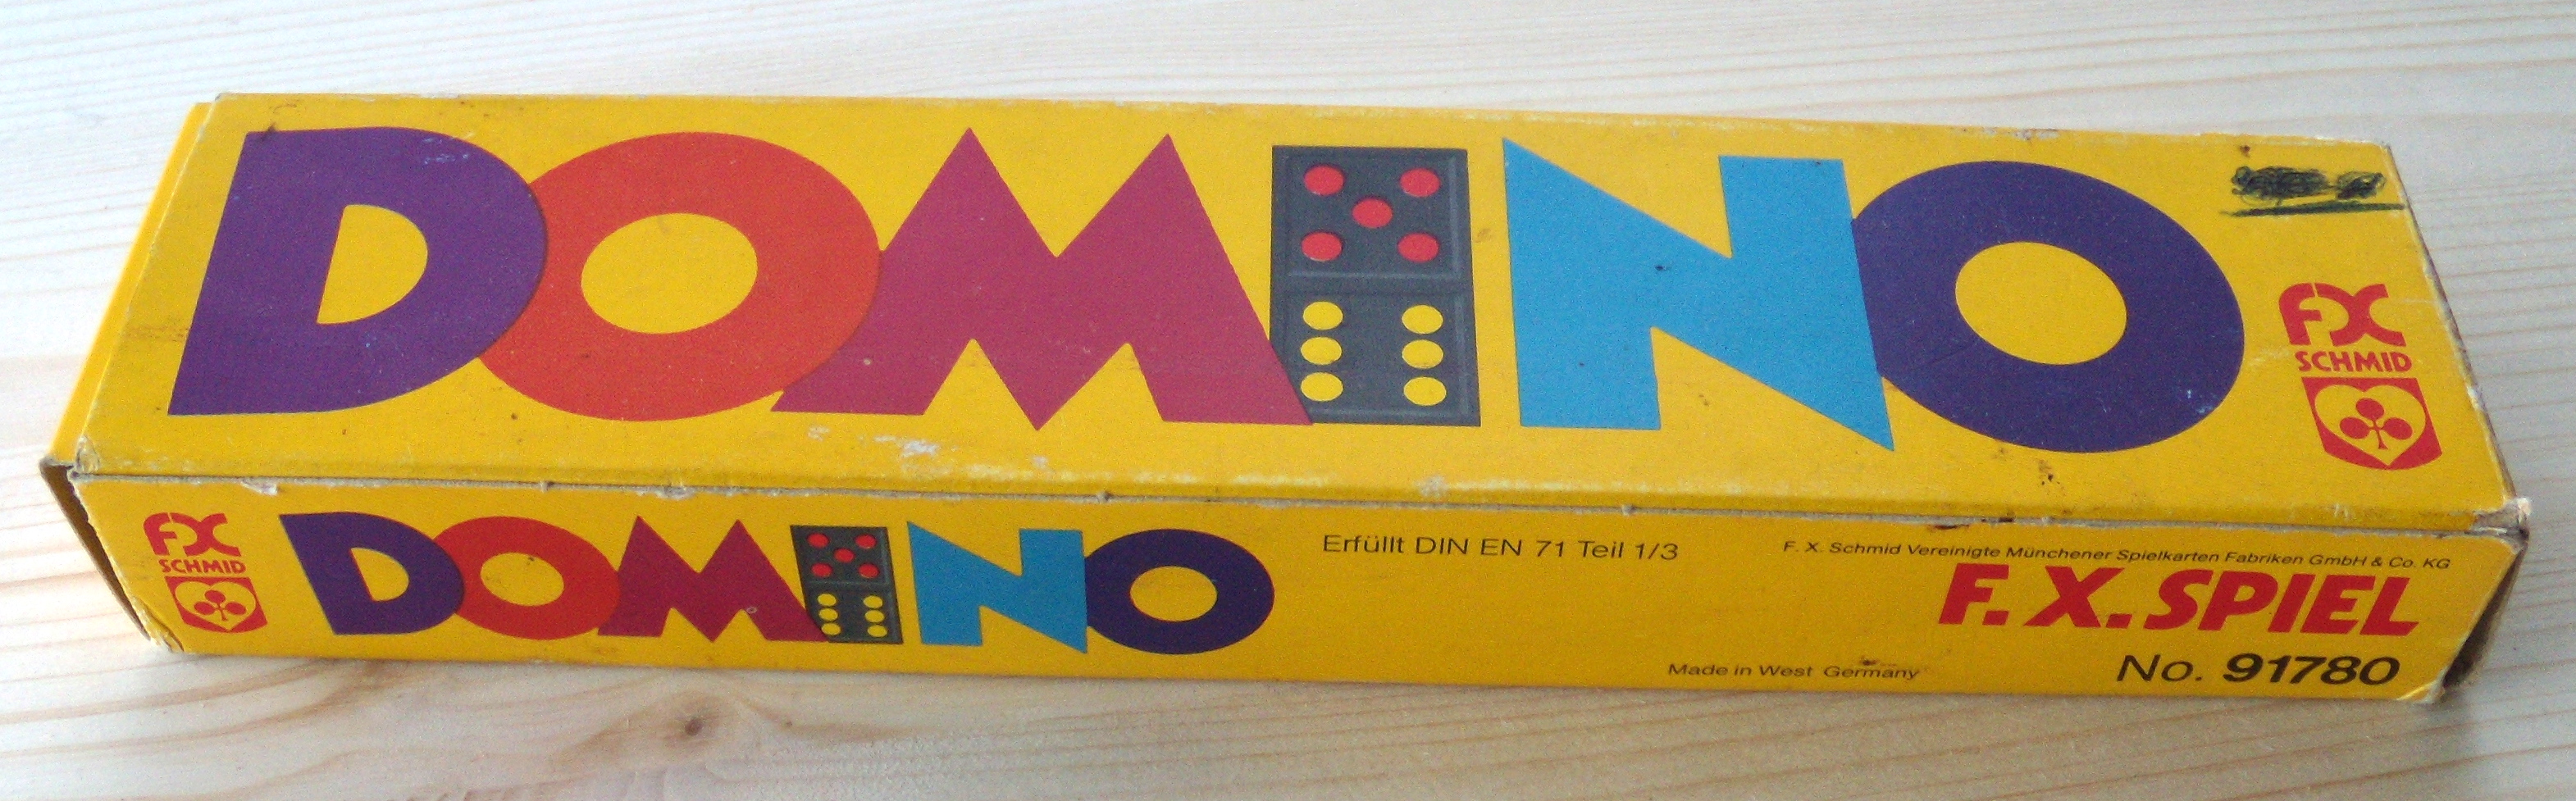 DOMINO
FX
SCHMID
FX
SCHMID
DOMINO
Erfüllt DIN EN 71 Teil 1/3
F. X. Schmid Vereinigte Münchener Spielkarten Fabriken GmbH & Co. KG
F. X. SPIEL
Made in West Germany
No. 91780